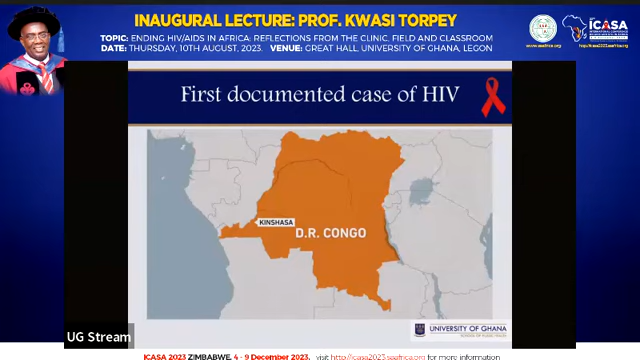 INAUGURAL LECTURE: PROF. KWASI TORPEY
TOPIC: ENDING HIV/AIDS IN AFRICA: REFLECTIONS FROM THE CLINIC, FIELD AND CLASSROOM
DATE: THURSDAY, 10TH AUGUST, 2023. VENUE: GREAT HALL, UNIVERSITY OF GHANA, LEGON
ICASA
First documented case of HIV
KINSHASA
D.R. CONGO
UNIVERSITY OF GHANA
UG Stream
ICASA 2023 ZIMBABWE, 4 - 9 December 2023, visit http://icasa2023.saafrica.org for more information